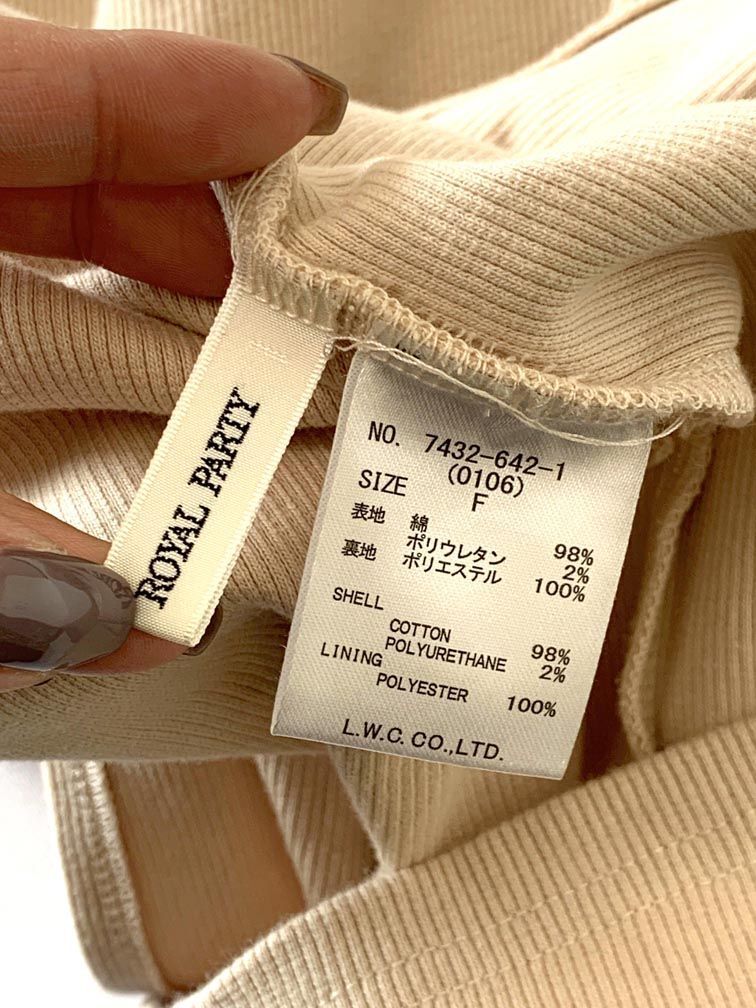 ROYAL PARTY
NO. 7432-642-1
(0106)
SIZE F
表地 綿 98%
ポリウレタン 2%
裏地 ポリエステル 100%
SHELL
COTTON 98%
POLYURETHANE 2%
LINING
POLYESTER 100%
L.W.C. CO.,LTD.